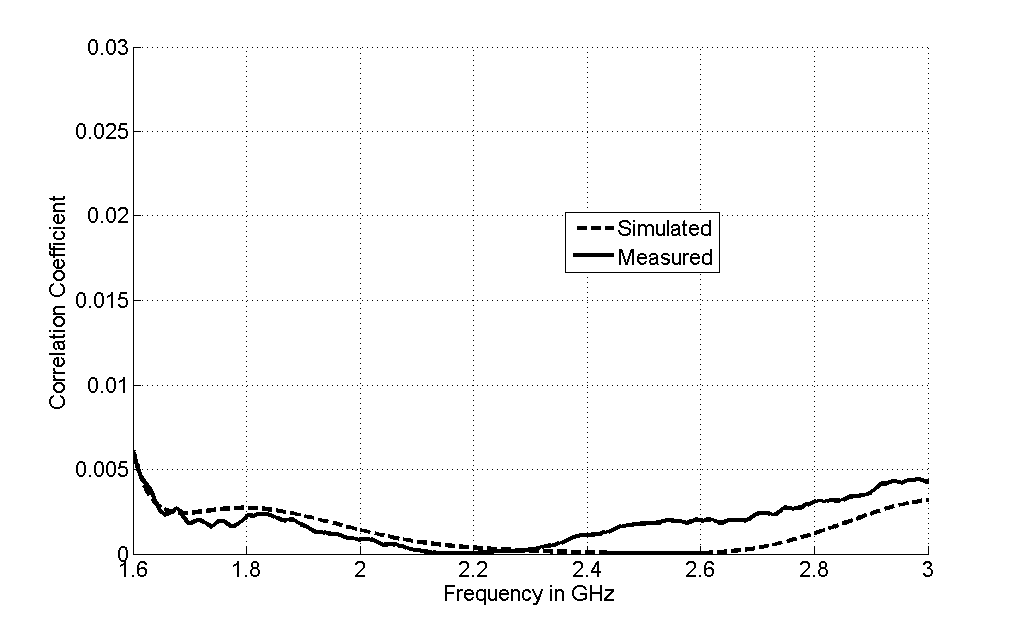 0.03
0.025
0.02
0.015
0.01
0.005
0
Correlation Coefficient
Simulated
Measured
1.6 1.8 2 2.2 2.4 2.6 2.8 3
Frequency in GHz